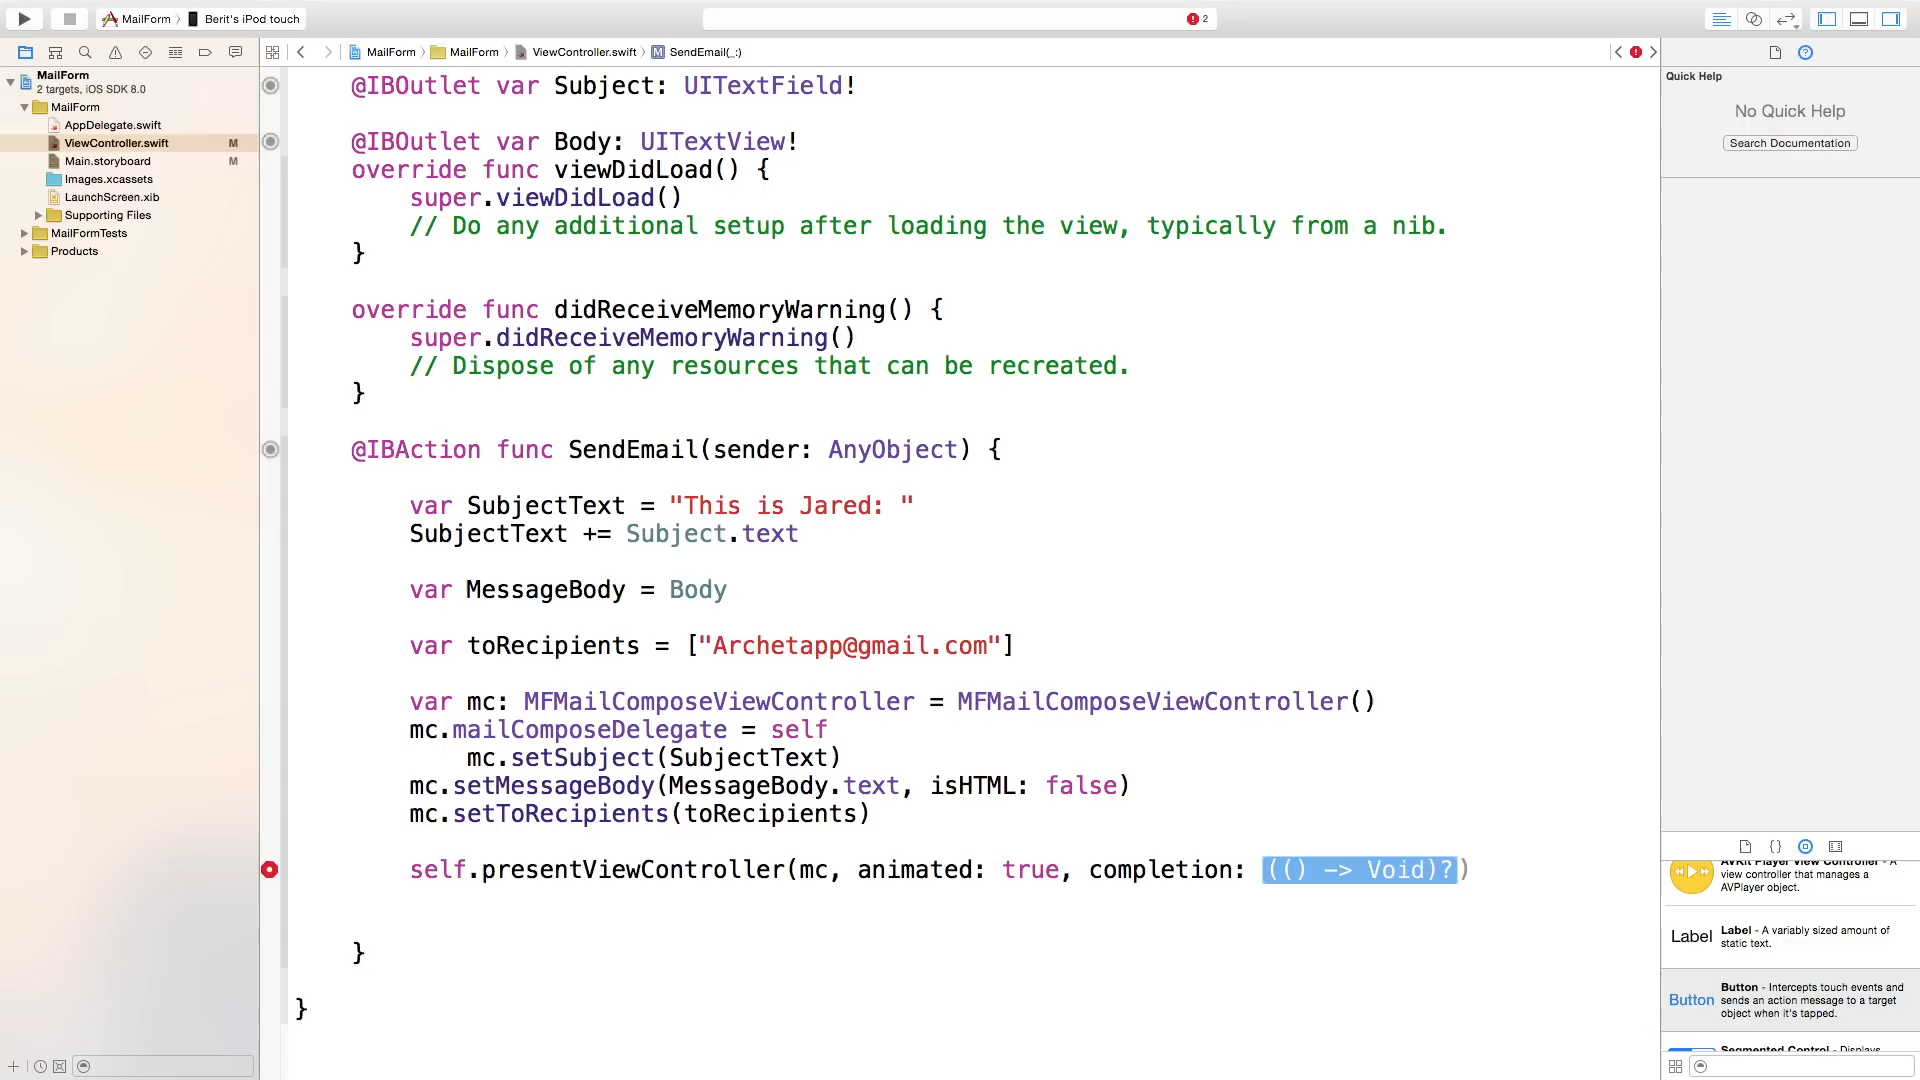 MailForm
Berit's iPod touch
2
MailForm
MailForm
ViewController.swift
M
SendEmail(_:)
MailForm
2 targets, iOS SDK 8.0
MailForm
AppDelegate.swift
ViewController.swift M
Main.storyboard M
Images.xcassets
LaunchScreen.xib
Supporting Files
MailFormTests
Products
@IBOutlet var Subject: UITextField!
@IBOutlet var Body: UITextView!
override func viewDidLoad() {
super.viewDidLoad()
// Do any additional setup after loading the view, typically from a nib.
}
override func didReceiveMemoryWarning() {
super.didReceiveMemoryWarning()
// Dispose of any resources that can be recreated.
}
@IBAction func SendEmail(sender: AnyObject) {
var SubjectText = "This is Jared: "
SubjectText += Subject.text
var MessageBody = Body
var toRecipients = ["Archetapp@gmail.com"]
var mc: MFMailComposeViewController = MFMailComposeViewController()
mc.mailComposeDelegate = self
mc.setSubject(SubjectText)
mc.setMessageBody(MessageBody.text, isHTML: false)
mc.setToRecipients(toRecipients)
self.presentViewController(mc, animated: true, completion: (() -> Void)?)
}
}
Quick Help
No Quick Help
Search Documentation
{}
AVKit Player View Controller - A
view controller that manages a
AVPlayer object.
Label
Label - A variably sized amount of
static text.
Button
Button - Intercepts touch events and
sends an action message to a target
object when it's tapped.
Segmented Control - Displays